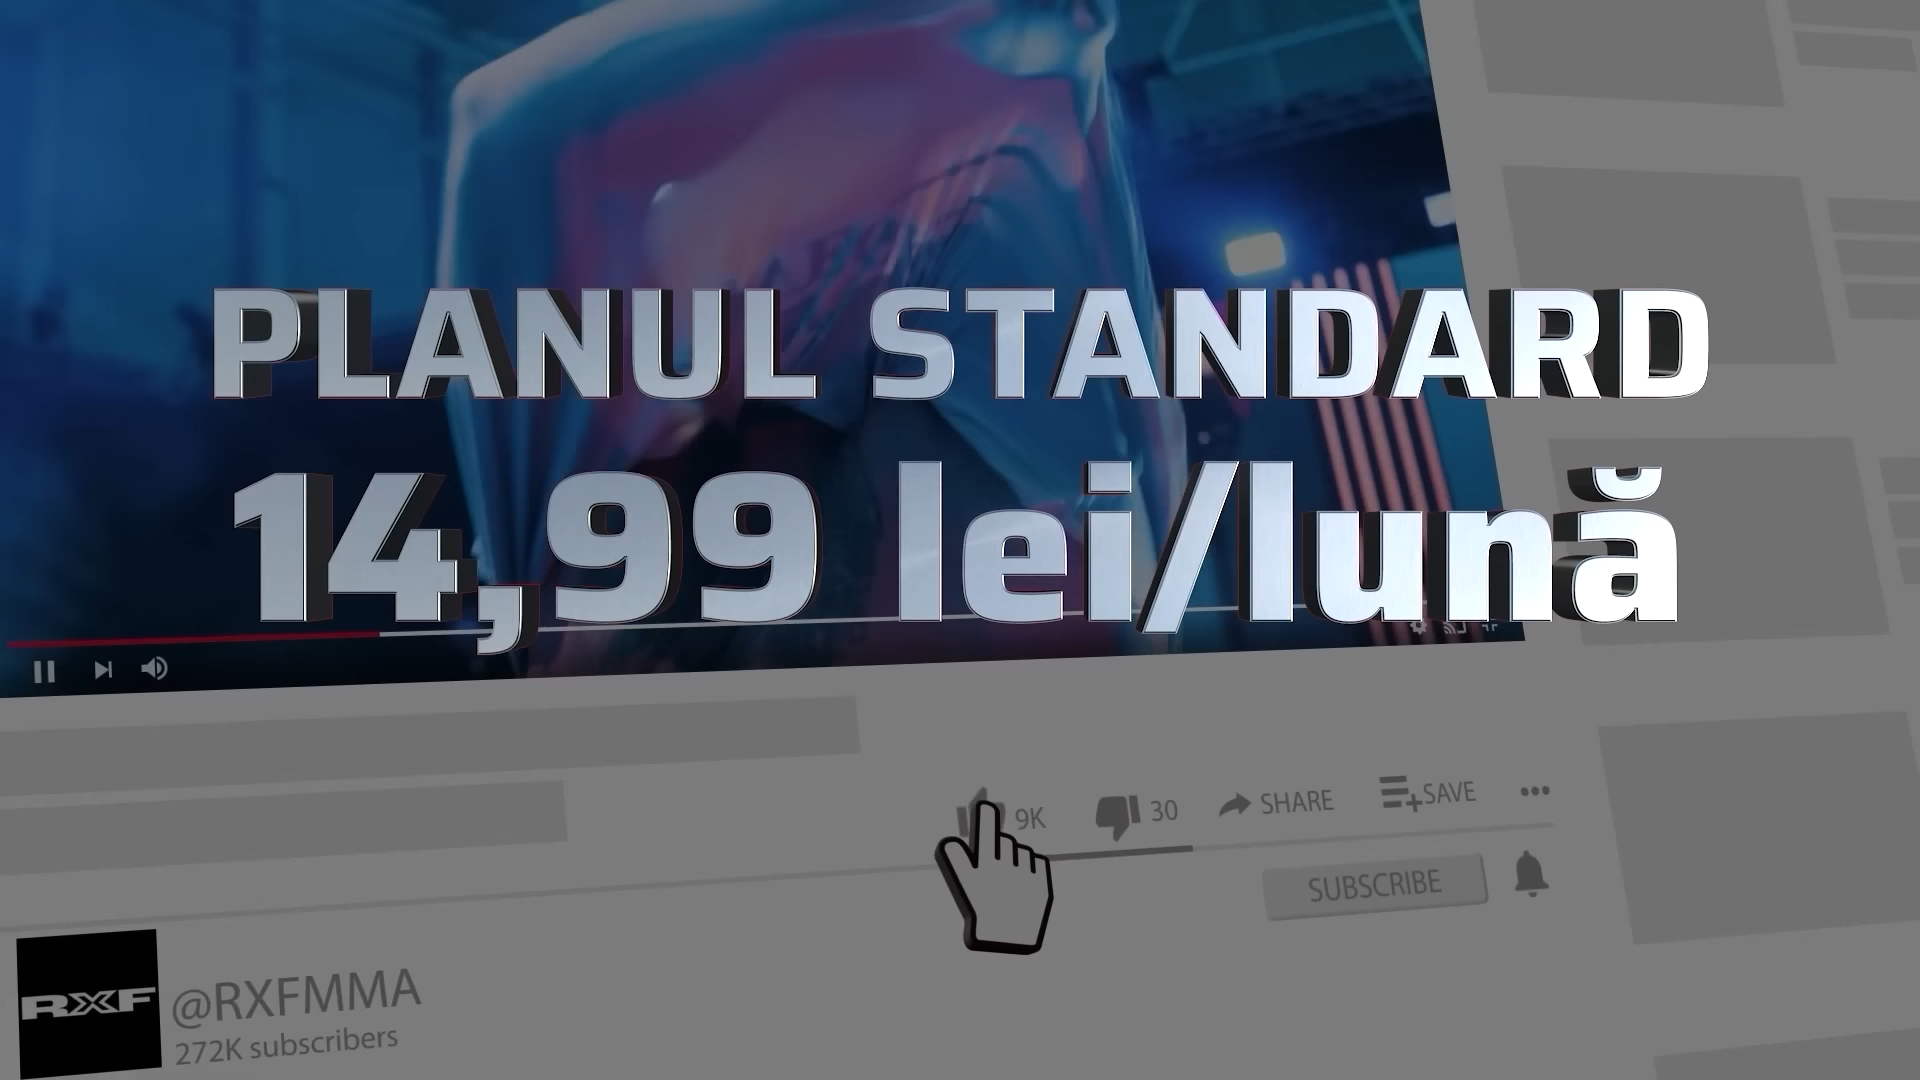 PLANUL STANDARD
14,99 lei/lună
9K
30
SHARE
SAVE
SUBSCRIBE
RXF
@RXFMMA
272K subscribers